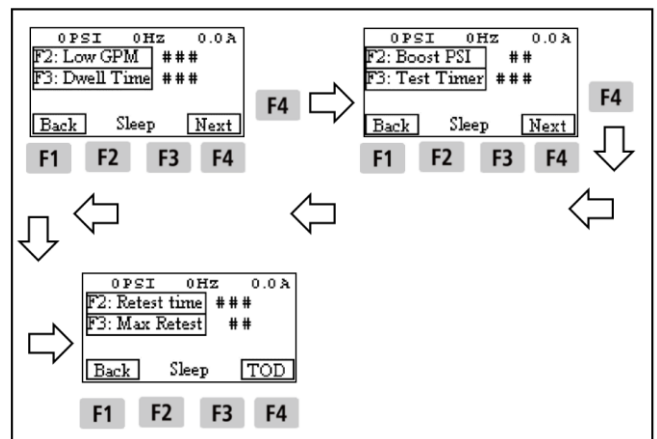 0PSI 0Hz 0.0A
F2: Low GPM ###
F3: Dwell Time ###
Back Sleep Next
F1 F2 F3 F4
F4
0PSI 0Hz 0.0A
F2: Boost PSI ##
F3: Test Timer ###
Back Sleep Next
F1 F2 F3 F4
F4
0PSI 0Hz 0.0A
F2: Retest time ###
F3: Max Retest ##
Back Sleep TOD
F1 F2 F3 F4